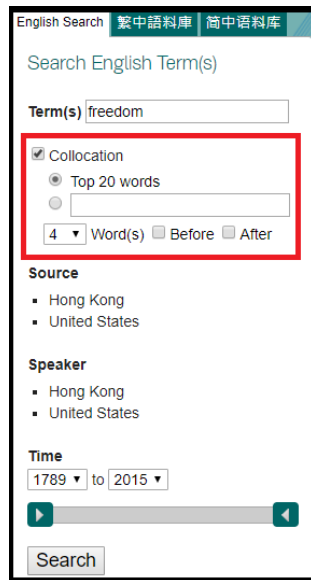 English Search 繁中語料庫 简中语料库
Search English Term(s)
Term(s) freedom
Collocation
Top 20 words
4 Word(s) Before After
Source
Hong Kong
United States
Speaker
Hong Kong
United States
Time
1789 to 2015
Search